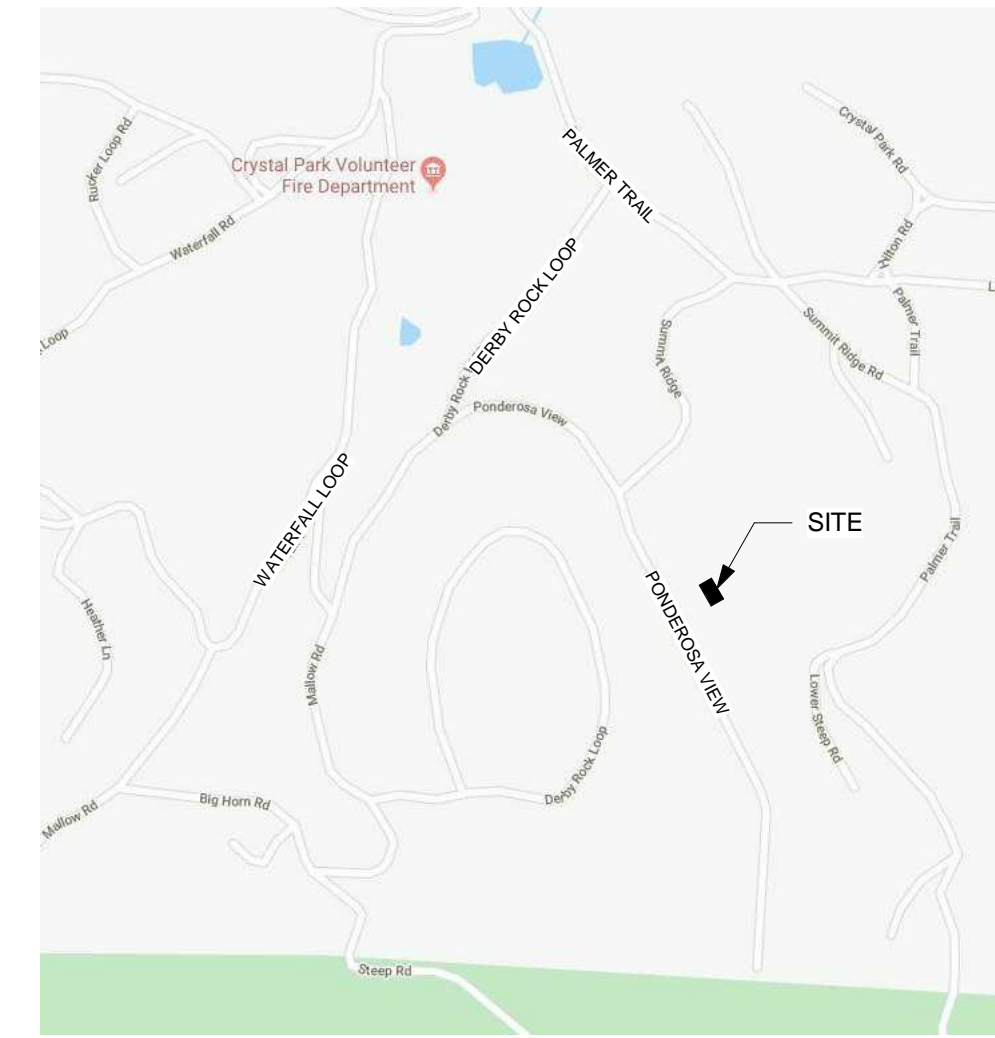 PALMER TRAIL
Crystal Park Rd
Rucker Loop Rd
Crystal Park Volunteer
Fire Department
Waterfall Rd
Hilton Rd
DERBY ROCK LOOP
Palmer Trail
Loop
L
Summit Ridge
Summit Ridge Rd
Derby Rock L
Ponderosa View
WATERFALL LOOP
SITE
Palmer Trail
PONDEROSA VIEW
Heather Ln
Mallow Rd
Lower Steep Rd
Derby Rock Loop
Big Horn Rd
Mallow Rd
Steep Rd